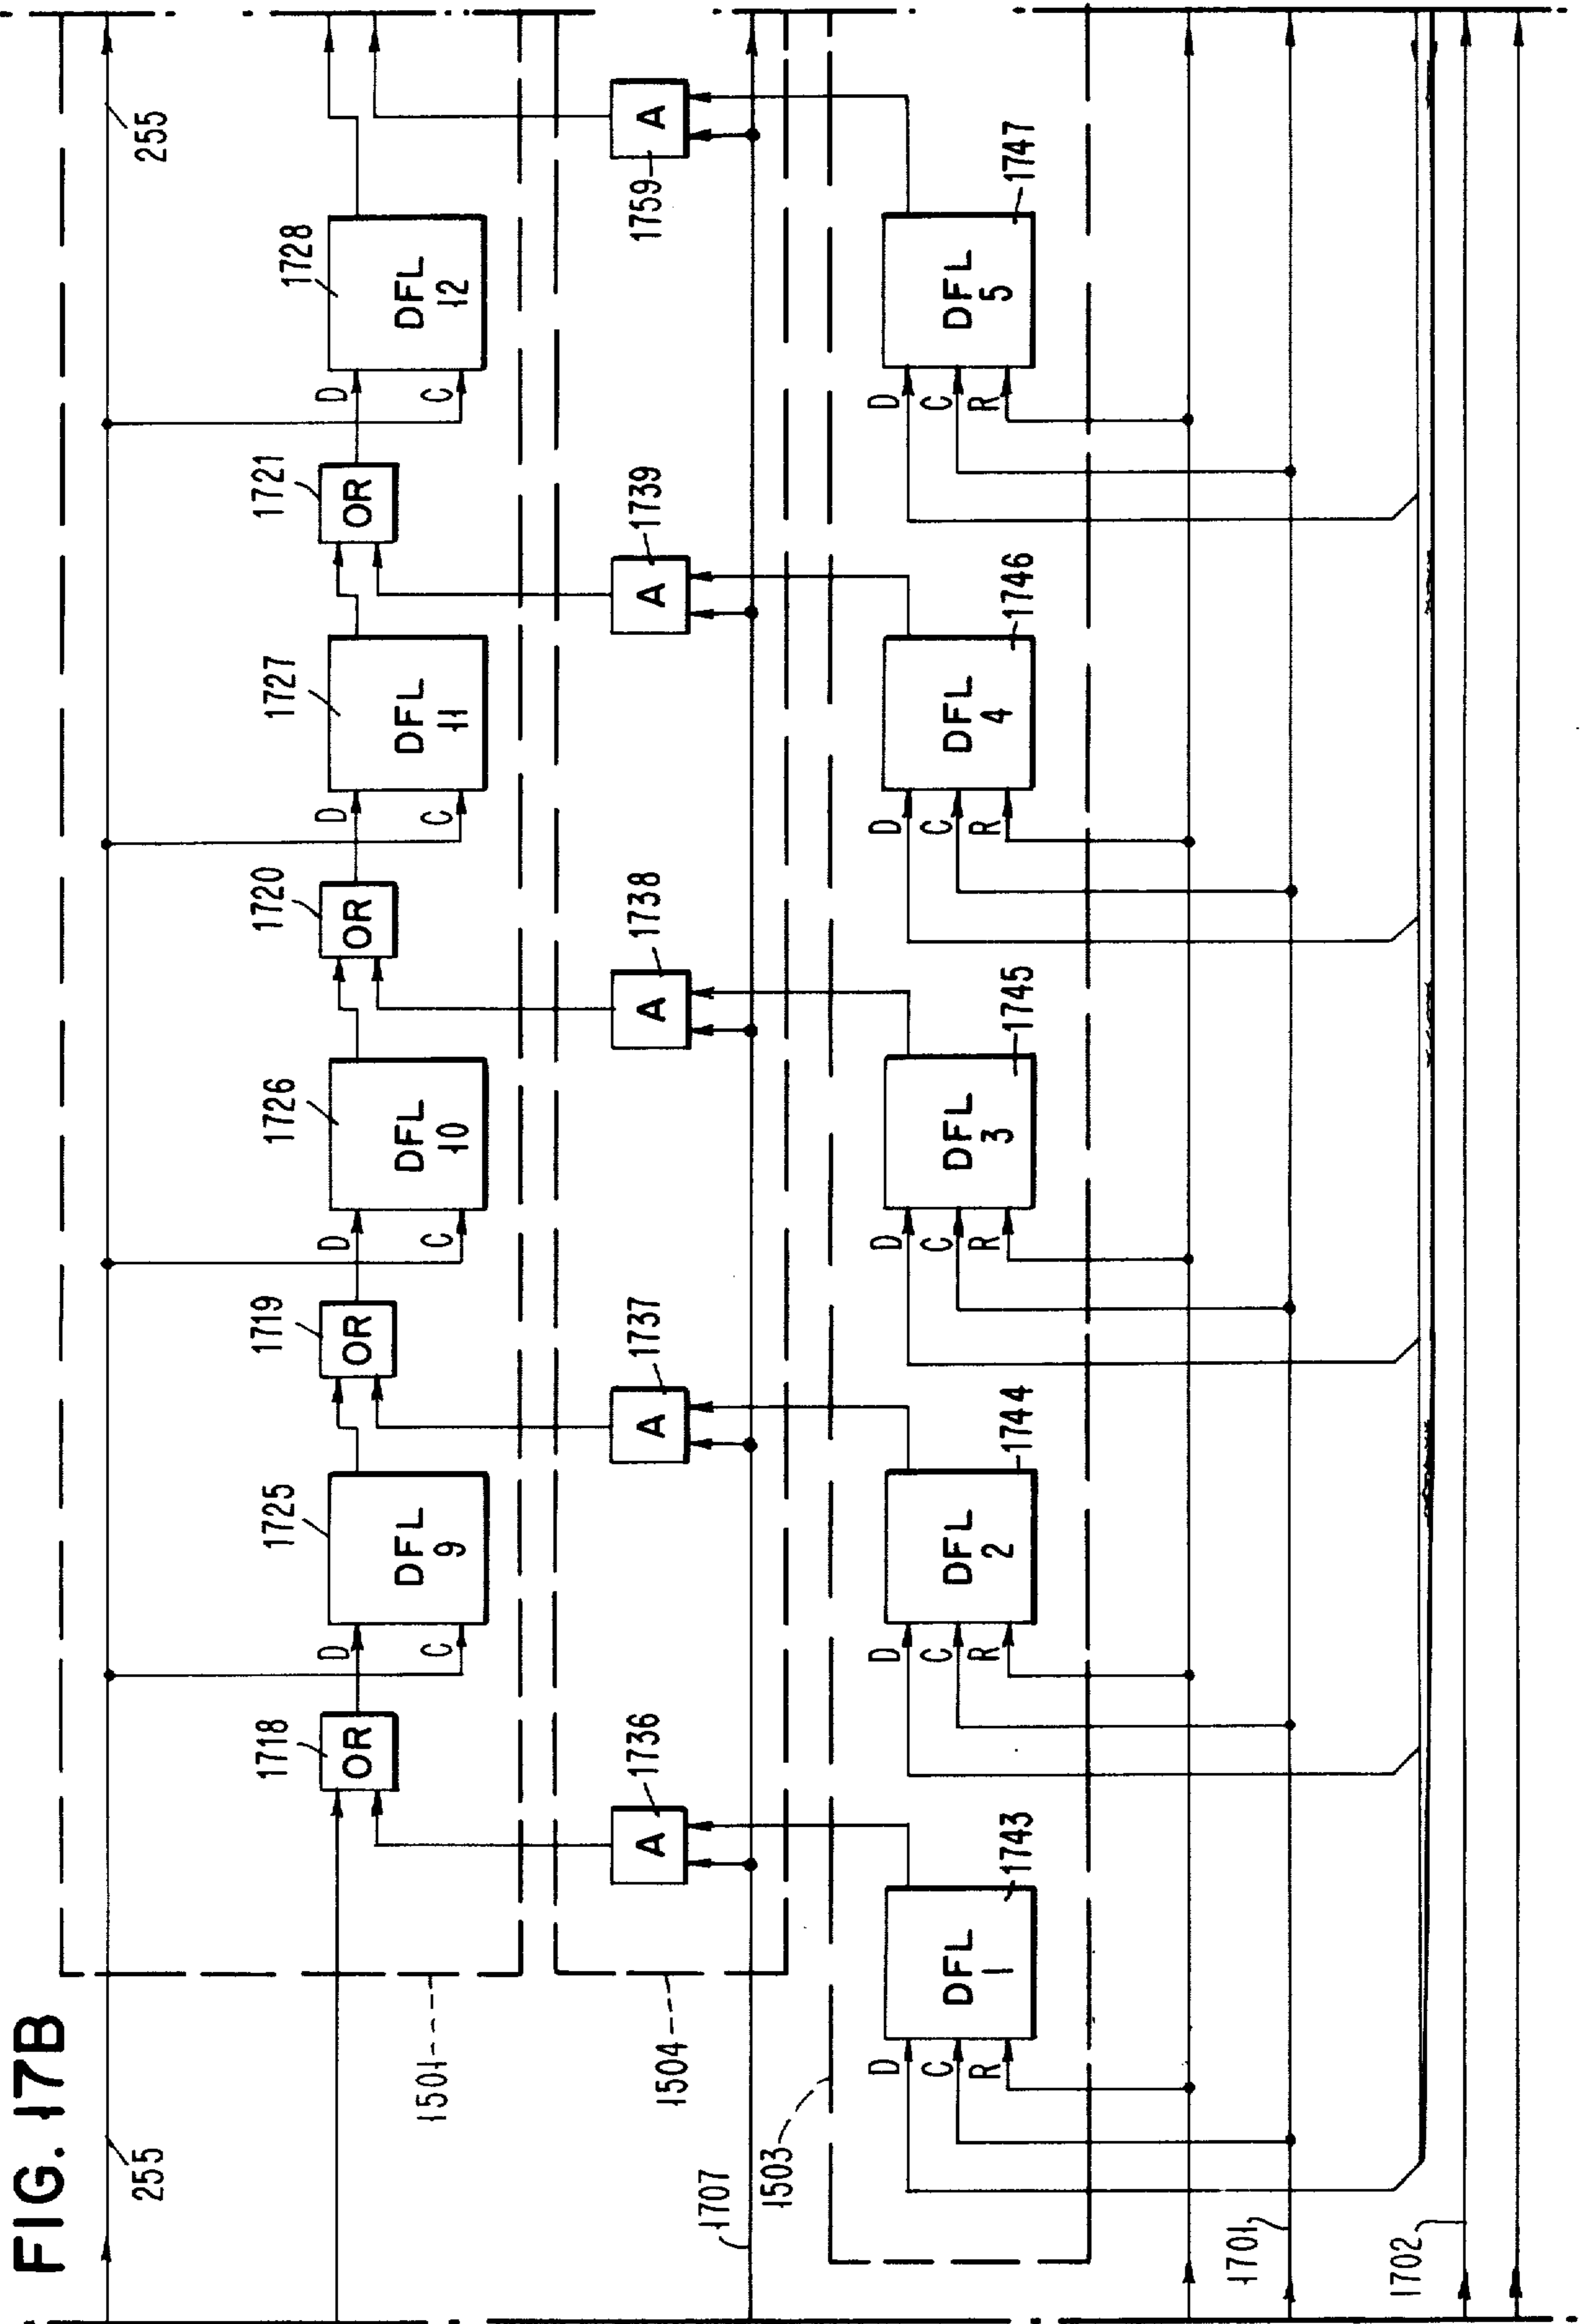 FIG. 17B
255
255
1501
1718
OR
D
C
1725
DFL
9
1719
OR
D
C
1726
DFL
10
1720
OR
D
C
1727
DFL
11
1721
OR
D
C
1728
DFL
12
1504
1736
A
1737
A
1738
A
1739
A
1759
A
1707
1503
D
C
R
DFL
1
1743
D
C
R
DFL
2
1744
D
C
R
DFL
3
1745
D
C
R
DFL
4
1746
D
C
R
DFL
5
1747
1701
1702